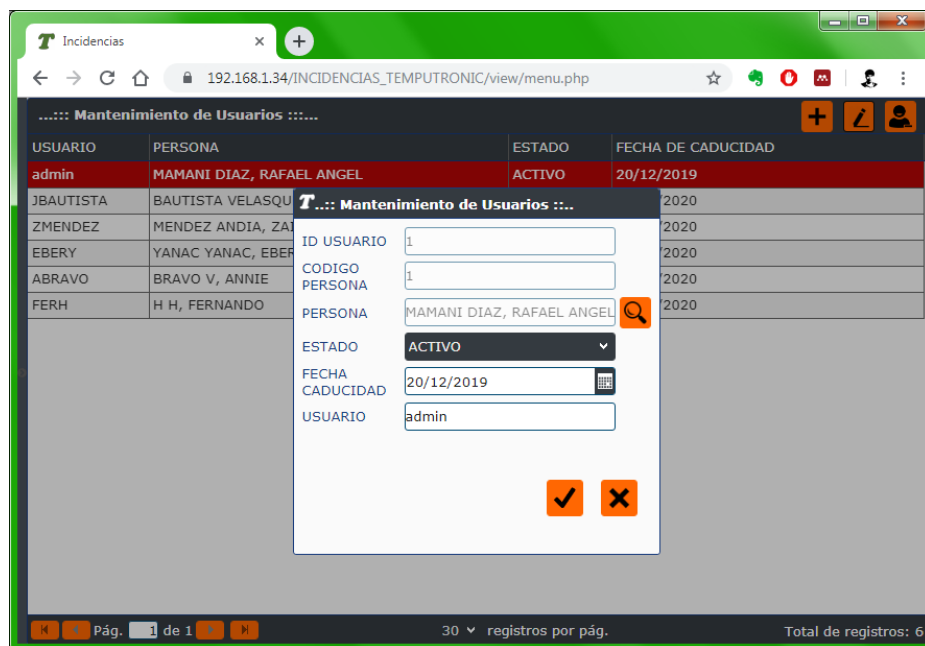 T Incidencias
192.168.1.34/INCIDENCIAS_TEMPUTRONIC/view/menu.php
...::: Mantenimiento de Usuarios :::...
USUARIO PERSONA ESTADO FECHA DE CADUCIDAD
admin MAMANI DIAZ, RAFAEL ANGEL ACTIVO 20/12/2019
JBAUTISTA BAUTISTA VELASQU /2020
ZMENDEZ MENDEZ ANDIA, ZAI /2020
EBERY YANAC YANAC, EBER /2020
ABRAVO BRAVO V, ANNIE /2020
FERH H H, FERNANDO /2020
T..:: Mantenimiento de Usuarios ::..
ID USUARIO 1
CODIGO PERSONA 1
PERSONA MAMANI DIAZ, RAFAEL ANGEL
ESTADO ACTIVO
FECHA CADUCIDAD 20/12/2019
USUARIO admin
Pág. 1 de 1 30 registros por pág. Total de registros: 6